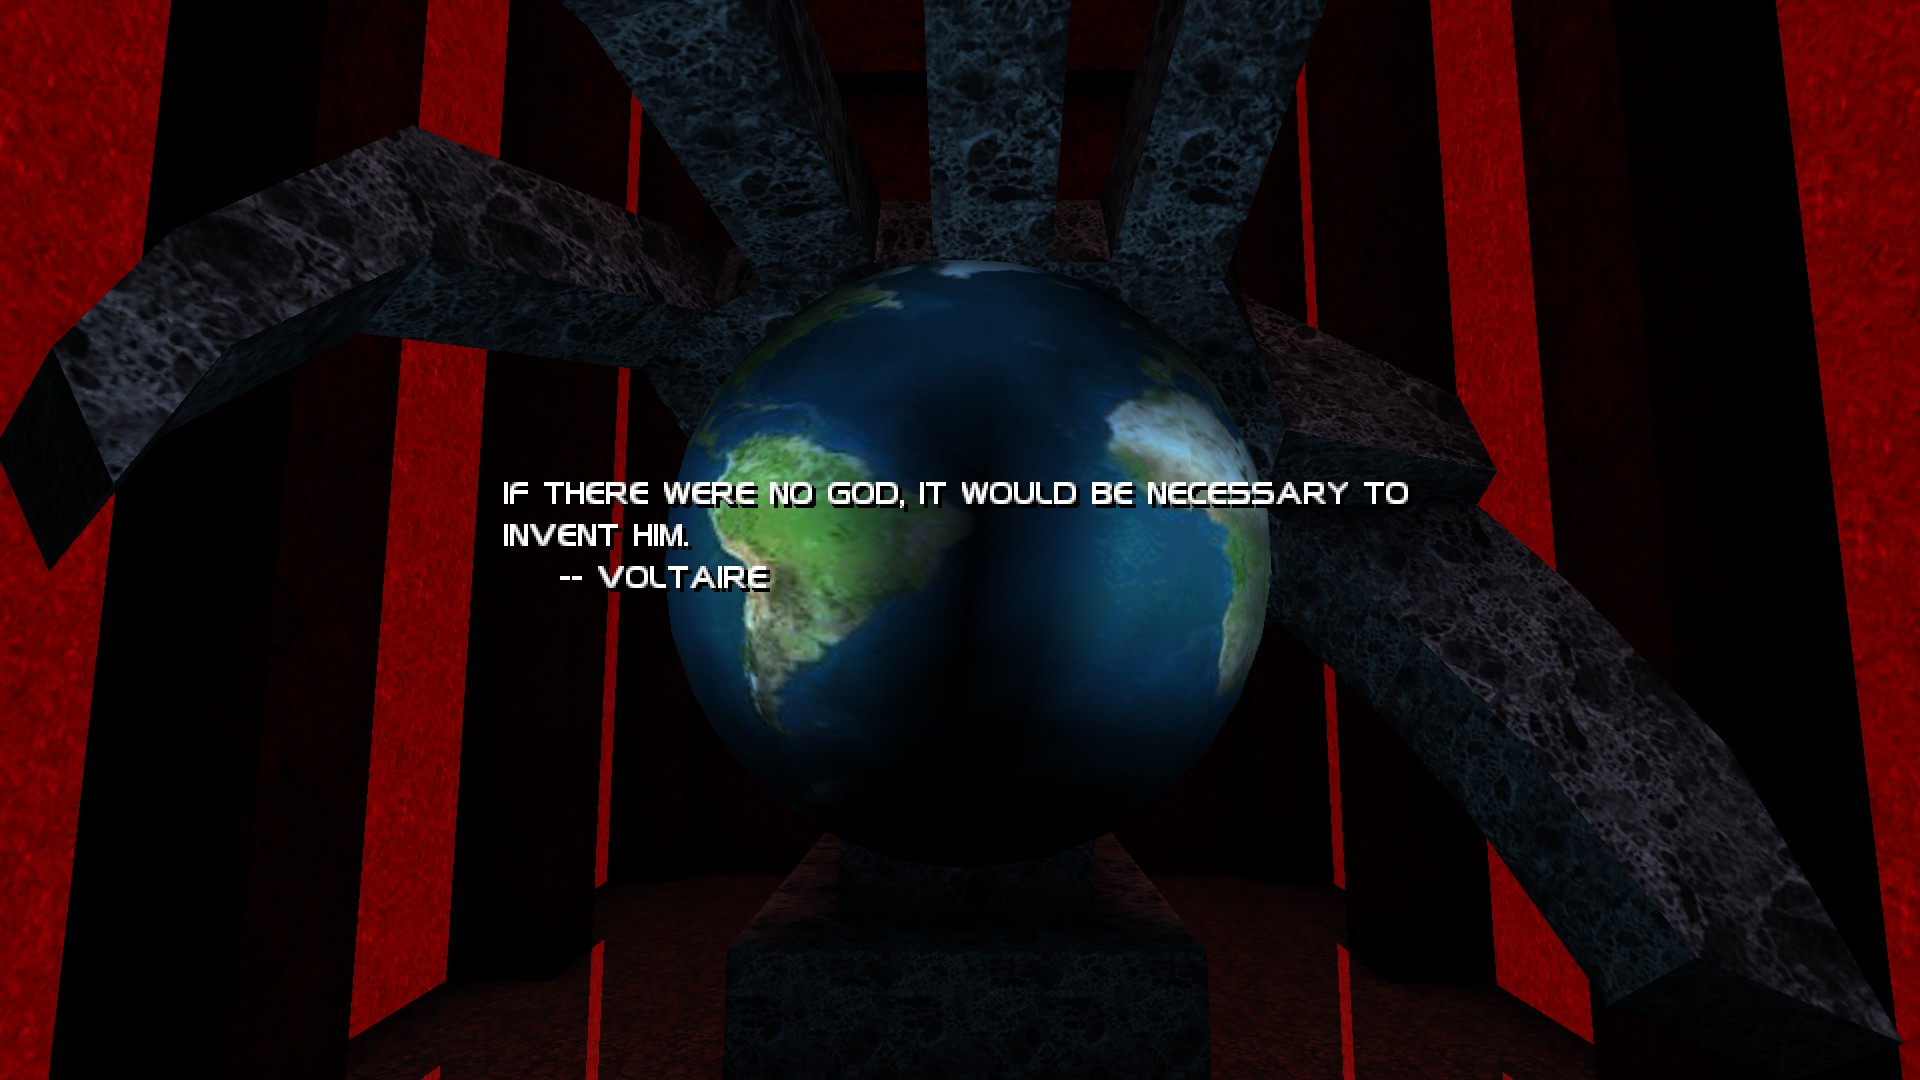 IF THERE WERE NO GOD, IT WOULD BE NECESSARY TO
INVENT HIM.
-- VOLTAIRE